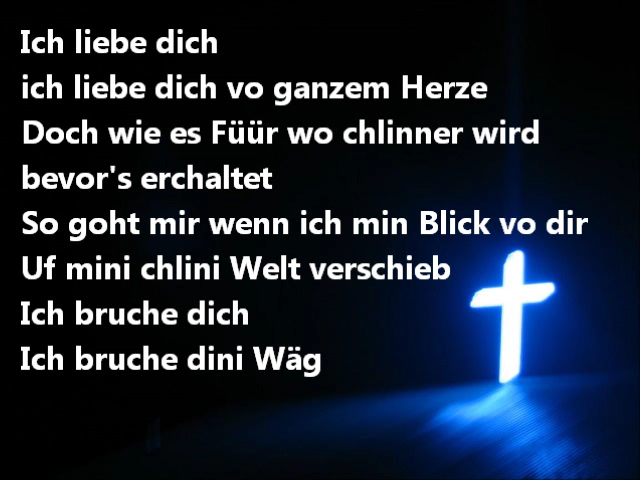 Ich liebe dich
ich liebe dich vo ganzem Herze
Doch wie es Füür wo chlinner wird
bevor's erchaltet
So goht mir wenn ich min Blick vo dir
Uf mini chlini Welt verschieb
Ich bruche dich
Ich bruche dini Wäg